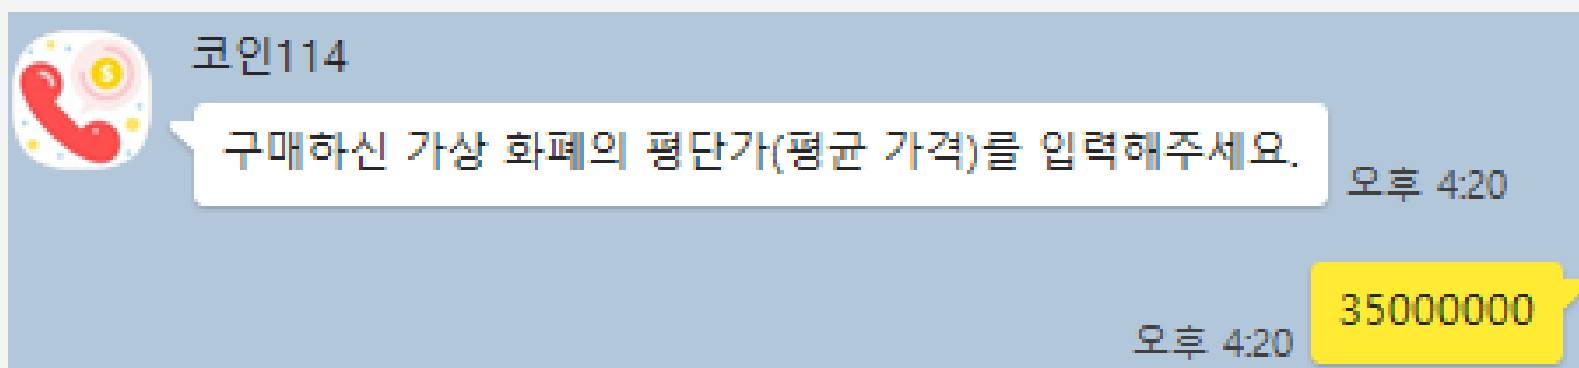 코인114
구매하신 가상 화폐의 평단가(평균 가격)를 입력해주세요.
오후 4:20
35000000
오후 4:20